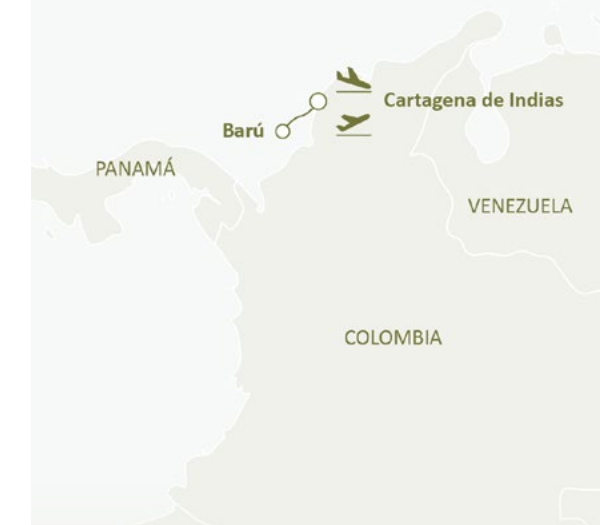 Cartagena de Indias
Barú
PANAMÁ
VENEZUELA
COLOMBIA